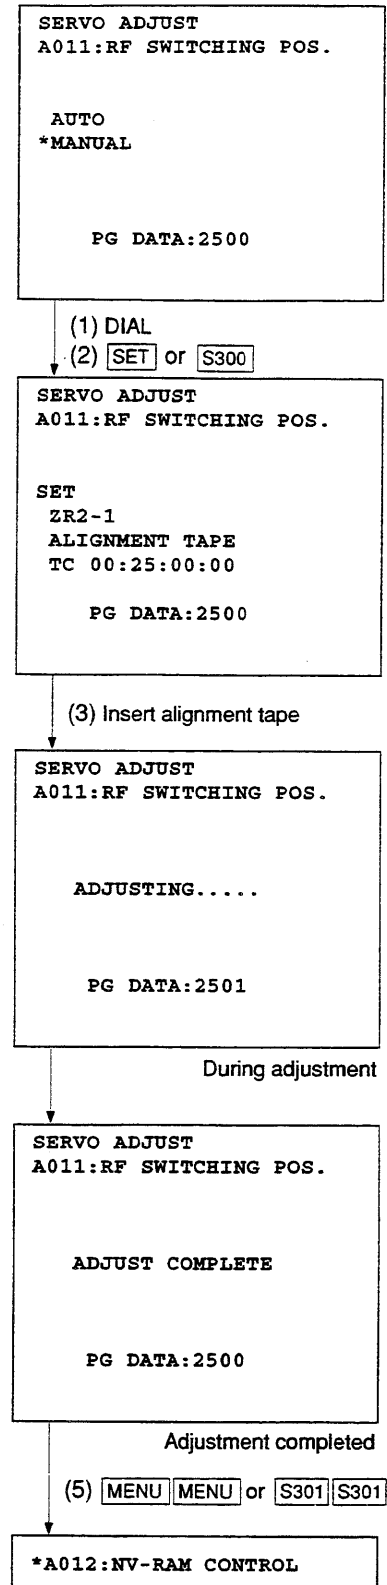 SERVO ADJUST
A011:RF SWITCHING POS.
AUTO
*MANUAL
PG DATA:2500
(1) DIAL
(2) SET or S300
SERVO ADJUST
A011:RF SWITCHING POS.
SET
ZR2-1
ALIGNMENT TAPE
TC 00:25:00:00
PG DATA:2500
(3) Insert alignment tape
SERVO ADJUST
A011:RF SWITCHING POS.
ADJUSTING.....
PG DATA:2501
During adjustment
SERVO ADJUST
A011:RF SWITCHING POS.
ADJUST COMPLETE
PG DATA:2500
Adjustment completed
(5) MENU MENU or S301 S301
*A012:NV-RAM CONTROL